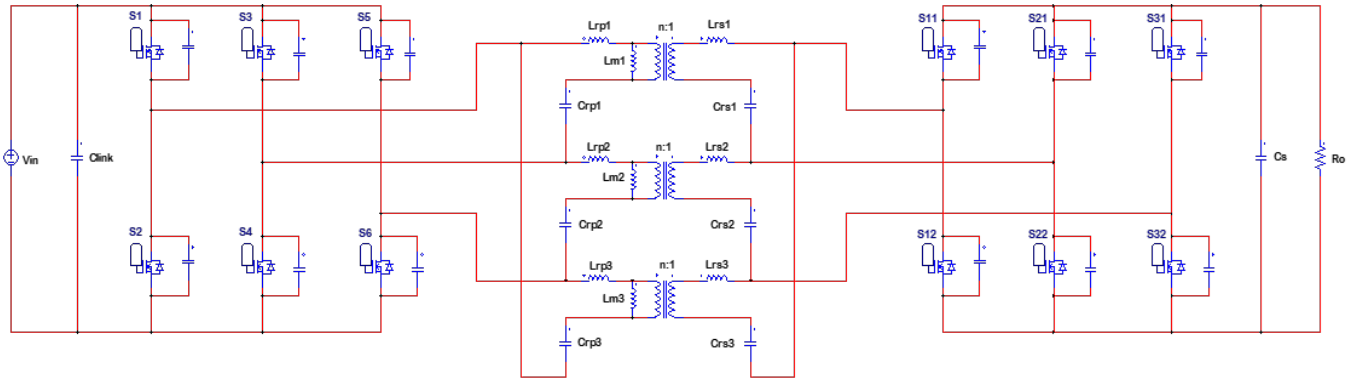 S1
S3
S5
Lrp1
n:1
Lrs1
S11
S21
S31
Lm1
Crp1
Crs1
Vin
Clink
Lrp2
n:1
Lrs2
Cs
Ro
Lm2
Crp2
Crs2
S2
S4
S6
S12
S22
S32
Lrp3
n:1
Lrs3
Lm3
Crp3
Crs3